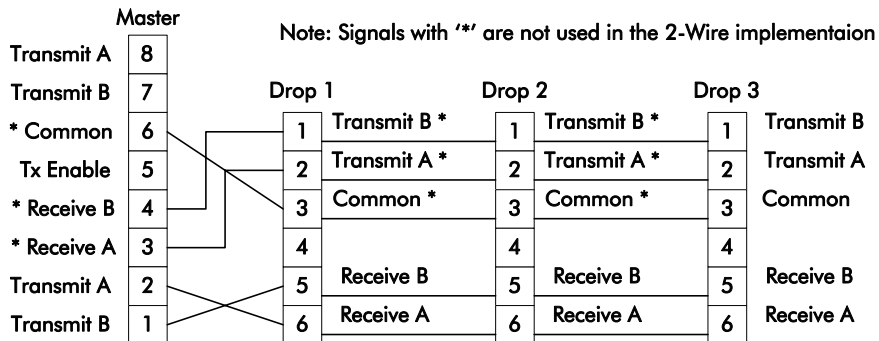 Master
Note: Signals with ‘*’ are not used in the 2-Wire implementaion
Transmit A 8
Transmit B 7 Drop 1 Drop 2 Drop 3
* Common 6 1 Transmit B * 1 Transmit B * 1 Transmit B
Tx Enable 5 2 Transmit A * 2 Transmit A * 2 Transmit A
* Receive B 4 3 Common * 3 Common * 3 Common
* Receive A 3 4 4 4
Transmit A 2 5 Receive B 5 Receive B 5 Receive B
Transmit B 1 6 Receive A 6 Receive A 6 Receive A